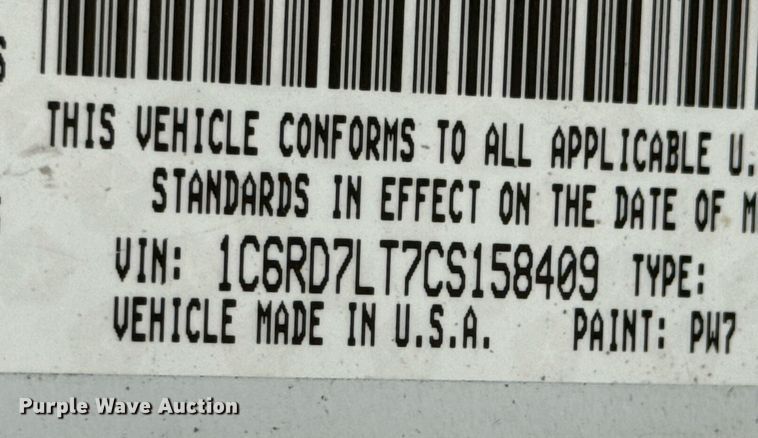 THIS VEHICLE CONFORMS TO ALL APPLICABLE U.
STANDARDS IN EFFECT ON THE DATE OF M
VIN: 1C6RD7LT7CS158409 TYPE:
VEHICLE MADE IN U.S.A. PAINT: PW7
Purple Wave Auction